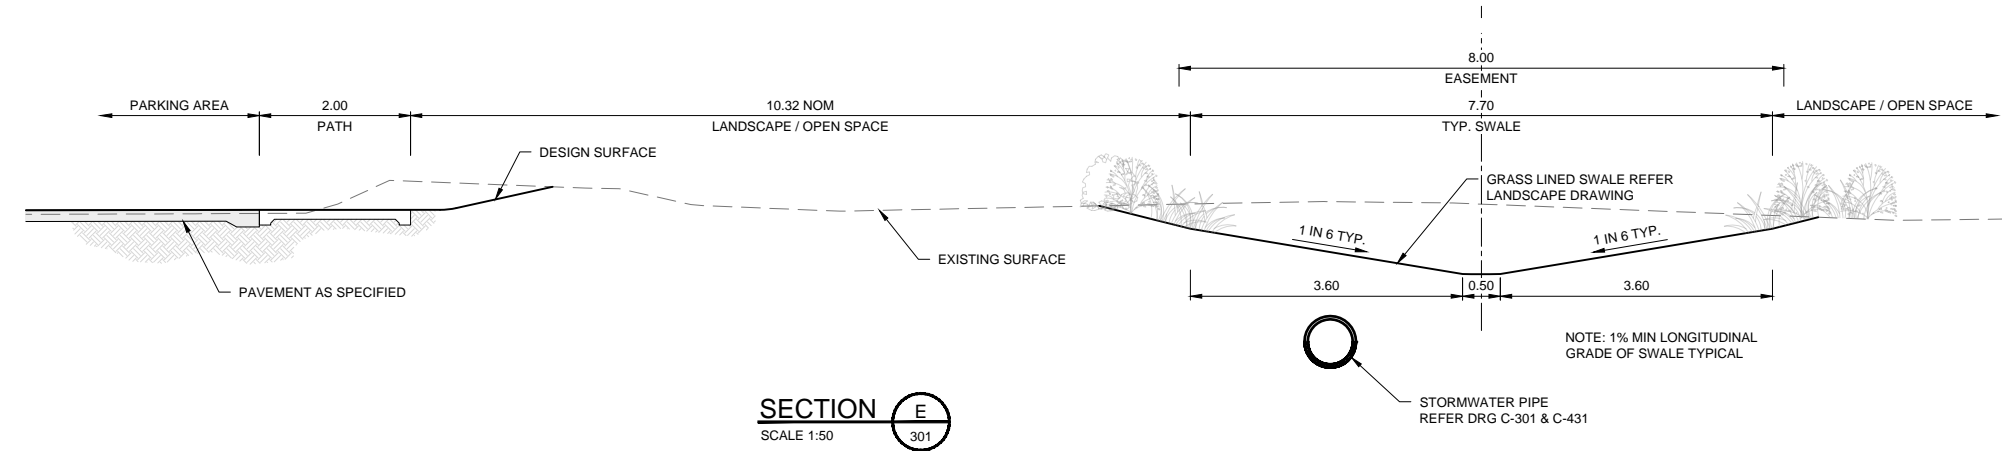 8.00
EASEMENT
PARKING AREA
2.00
PATH
10.32 NOM
LANDSCAPE / OPEN SPACE
7.70
TYP. SWALE
LANDSCAPE / OPEN SPACE
DESIGN SURFACE
GRASS LINED SWALE REFER
LANDSCAPE DRAWING
1 IN 6 TYP.
1 IN 6 TYP.
EXISTING SURFACE
PAVEMENT AS SPECIFIED
3.60
0.50
3.60
NOTE: 1% MIN LONGITUDINAL
GRADE OF SWALE TYPICAL
STORMWATER PIPE
REFER DRG C-301 & C-431
SECTION
E
301
SCALE 1:50